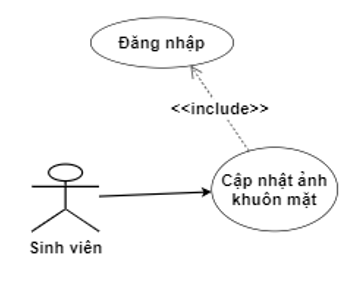 Đăng nhập
<<include>>
Cập nhật ảnh
khuôn mặt
Sinh viên